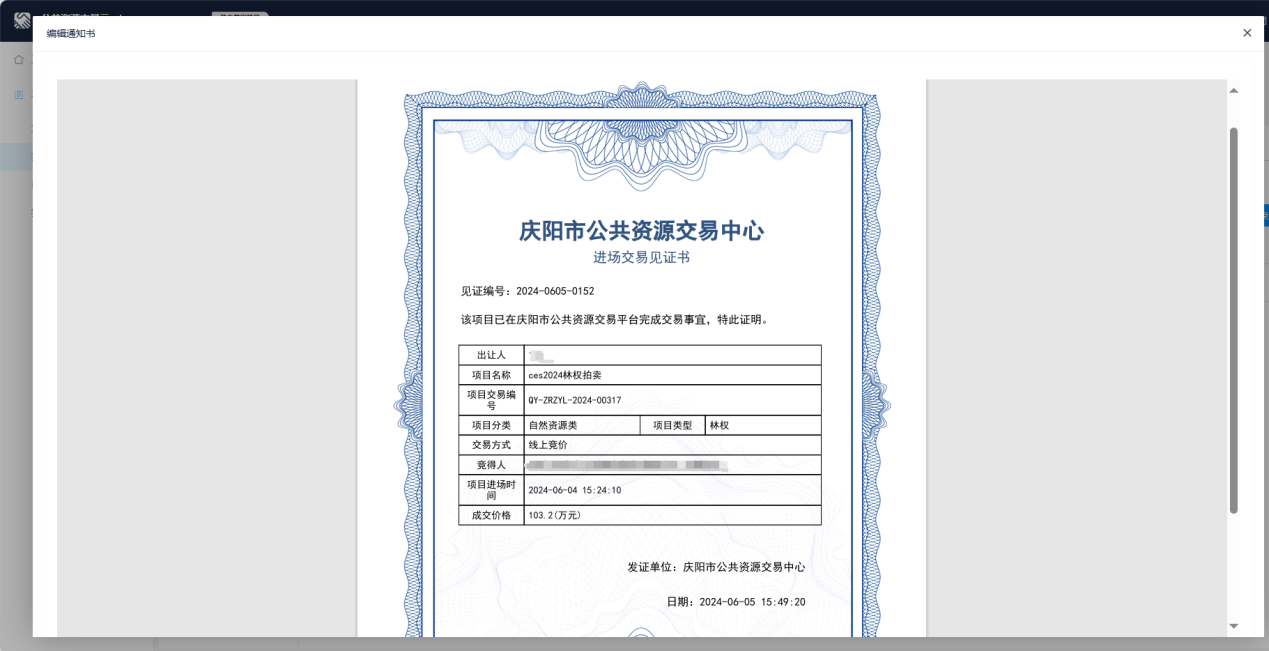 编辑通知书
庆阳市公共资源交易中心
进场交易见证书
见证编号：2024-0605-0152
该项目已在庆阳市公共资源交易平台完成交易事宜，特此证明。
出让人
项目名称 ces2024林权拍卖
项目交易编
号 QY-ZRZYL-2024-00317
项目分类 自然资源类 项目类型 林权
交易方式 线上竞价
竞得人
项目进场时
间 2024-06-04 15:24:10
成交价格 103.2(万元)
发证单位：庆阳市公共资源交易中心
日期：2024-06-05 15:49:20